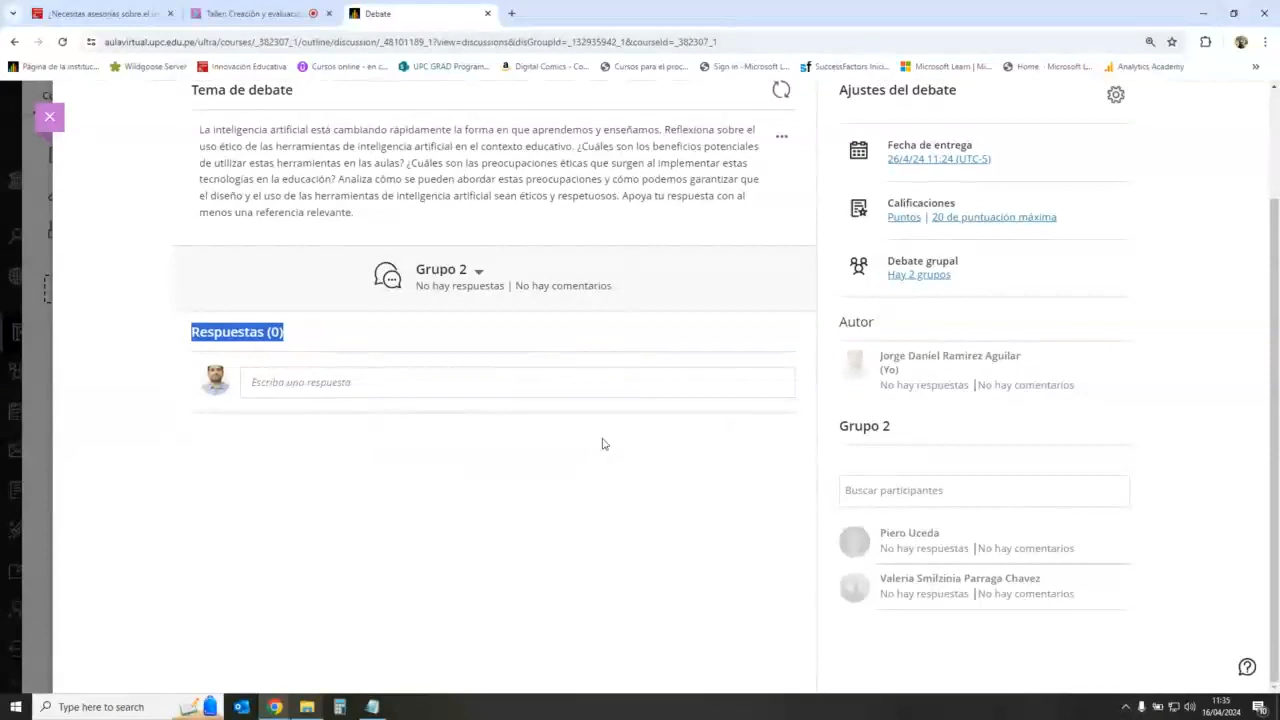 ¿Necesitas asesorías sobre el us
Taller: Creación y evaluac
Debate
aulavirtual.upc.edu.pe/ultra/courses/_382307_1/outline/discussion/_48101189_1?view=discussions&disGroupId=_132935942_1&courseId=_382307_1
Página de la instituc...
Wildgoose Server
Innovación Educativa
Cursos online - en c...
UPC GRAD Program...
Digital Comics - Co...
Cursos para el proc...
Sign in - Microsoft L...
SuccessFactors Inici...
Microsoft Learn | Mi...
Home - Microsoft L...
Analytics Academy
Tema de debate
La inteligencia artificial está cambiando rápidamente la forma en que aprendemos y enseñamos. Reflexiona sobre el
uso ético de las herramientas de inteligencia artificial en el contexto educativo. ¿Cuáles son los beneficios potenciales
de utilizar estas herramientas en las aulas? ¿Cuáles son las preocupaciones éticas que surgen al implementar estas
tecnologías en la educación? Analiza cómo se pueden abordar estas preocupaciones y cómo podemos garantizar que
el diseño y el uso de las herramientas de inteligencia artificial sean éticos y respetuosos. Apoya tu respuesta con al
menos una referencia relevante.
Grupo 2
No hay respuestas | No hay comentarios
Respuestas (0)
Escriba una respuesta
Ajustes del debate
Fecha de entrega
26/4/24 11:24 (UTC-5)
Calificaciones
Puntos | 20 de puntuación máxima
Debate grupal
Hay 2 grupos
Autor
Jorge Daniel Ramirez Aguilar
(Yo)
No hay respuestas | No hay comentarios
Grupo 2
Buscar participantes
Piero Uceda
No hay respuestas | No hay comentarios
Valeria Smilzinia Parraga Chavez
No hay respuestas | No hay comentarios
Type here to search
11:35
16/04/2024